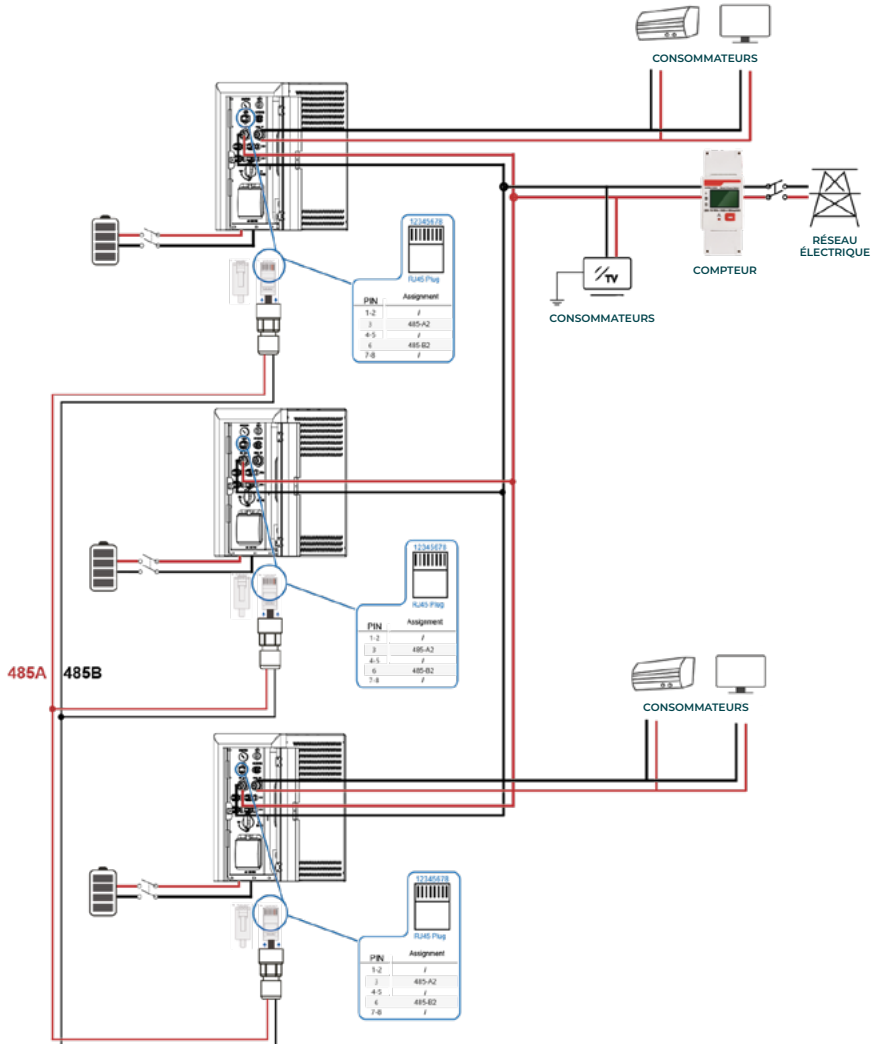 CONSOMMATEURS
12345678
RJ45 Plug
PIN Assignment
1-2 /
3 485-A2
4-5 /
6 485-B2
7-8 /
TV
CONSOMMATEURS
COMPTEUR
RÉSEAU
ÉLECTRIQUE
12345678
RJ45 Plug
PIN Assignment
1-2 /
3 485-A2
4-5 /
6 485-B2
7-8 /
485A 485B
CONSOMMATEURS
12345678
RJ45 Plug
PIN Assignment
1-2 /
3 485-A2
4-5 /
6 485-B2
7-8 /